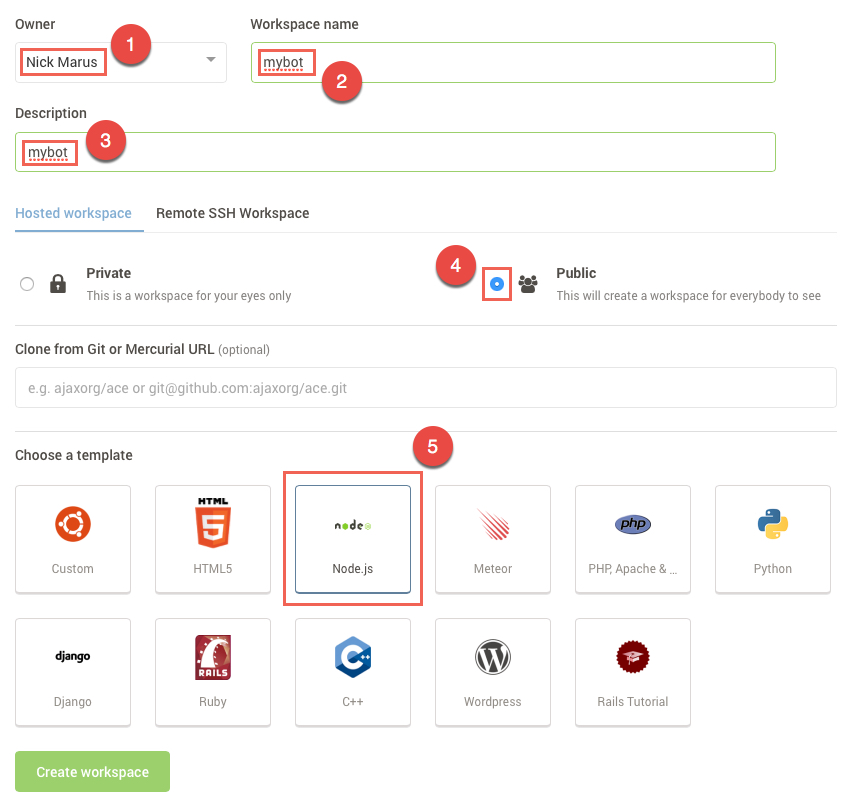 Owner
Workspace name
1
Nick Marus
mybot
2
Description
3
mybot
Hosted workspace
Remote SSH Workspace
4
Private
This is a workspace for your eyes only
Public
This will create a workspace for everybody to see
Clone from Git or Mercurial URL (optional)
e.g. ajaxorg/ace or git@github.com:ajaxorg/ace.git
5
Choose a template
Custom
HTML
5
HTML5
node
Node.js
Meteor
php
PHP, Apache & ...
Python
django
Django
RAILS
Ruby
C++
C++
W
Wordpress
Rails Tutorial
Create workspace